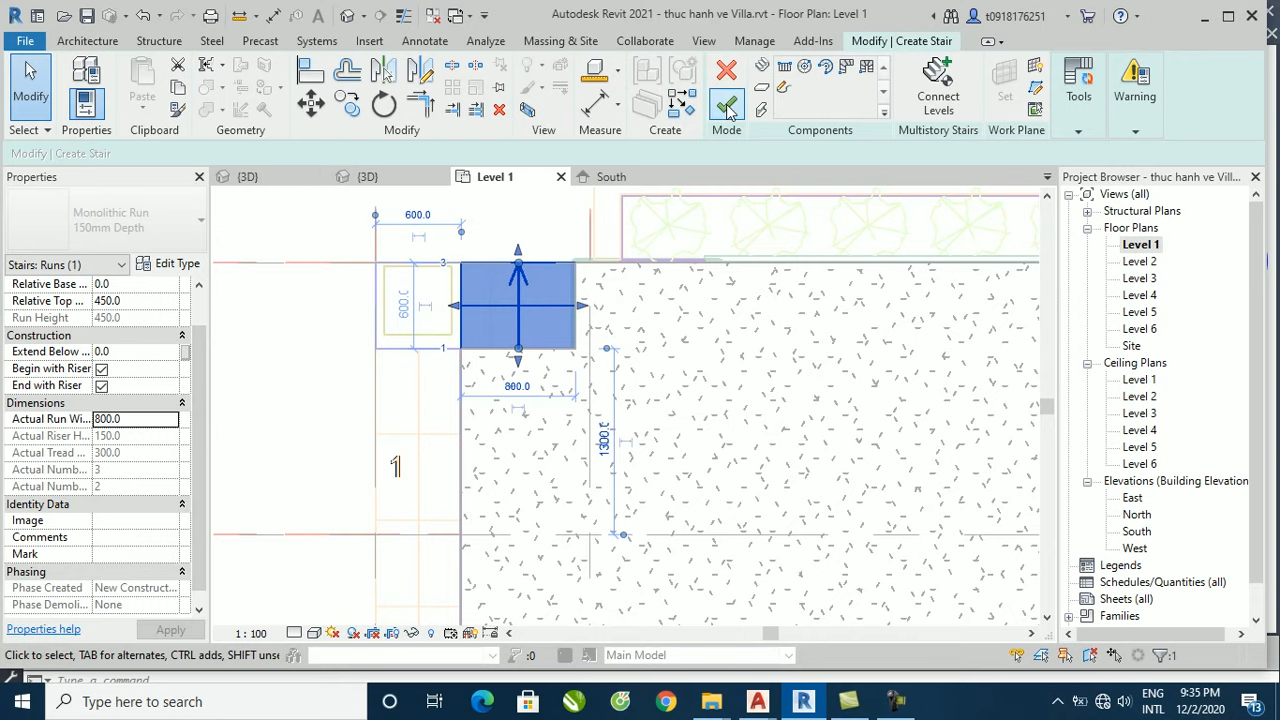 Autodesk Revit 2021 - thuc hanh ve Villa.rvt - Floor Plan: Level 1
t0918176251
File Architecture Structure Steel Precast Systems Insert Annotate Analyze Massing & Site Collaborate View Manage Add-Ins Modify | Create Stair
Modify
Paste
Connect
Levels
Set
Tools
Warning
Select Properties Clipboard Geometry Modify View Measure Create Mode Components Multistory Stairs Work Plane
Modify | Create Stair
Properties
{3D} {3D} Level 1 South
Project Browser - thuc hanh ve Villa....
Monolithic Run
150mm Depth
Stairs: Runs (1)
Edit Type
Relative Base ... 0.0
Relative Top ... 450.0
Run Height 450.0
Construction
Extend Below ... 0.0
Begin with Riser
End with Riser
Dimensions
Actual Run Wi... 800.0
Actual Riser H... 150.0
Actual Tread ... 300.0
Actual Numb... 3
Actual Numb... 2
Identity Data
Image
Comments
Mark
Phasing
Phase Created New Construct...
Phase Demoli... None
Properties help
Apply
600.0
3
600.0
1
800.0
1300.0
1
Views (all)
Structural Plans
Floor Plans
Level 1
Level 2
Level 3
Level 4
Level 5
Level 6
Site
Ceiling Plans
Level 1
Level 2
Level 3
Level 4
Level 5
Level 6
Elevations (Building Elevation
East
North
South
West
Legends
Schedules/Quantities (all)
Sheets (all)
Families
1 : 100
Click to select, TAB for alternates, CTRL adds, SHIFT unse
:0
Main Model
:1
Type a command
Type here to search
ENG
INTL
9:35 PM
12/2/2020
13